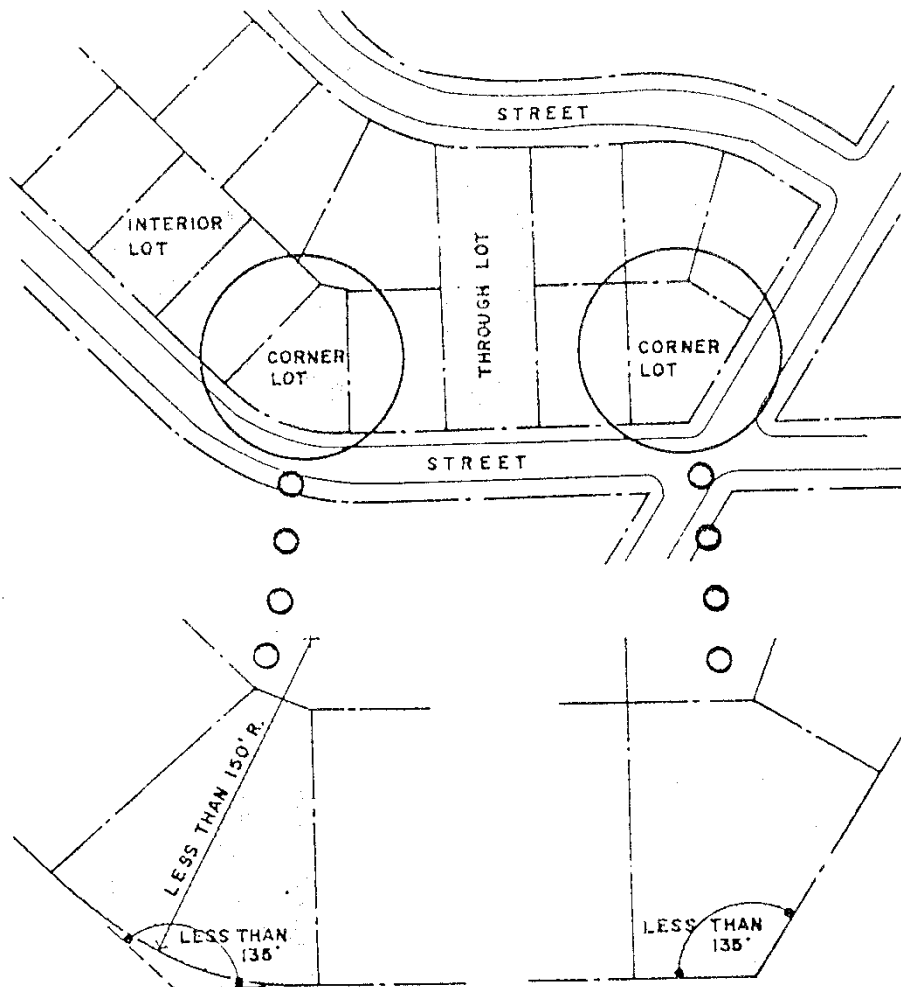 STREET
INTERIOR
LOT
THROUGH LOT
CORNER
LOT
CORNER
LOT
STREET
LESS THAN 150' R.
LESS THAN
135°
LESS THAN
135°